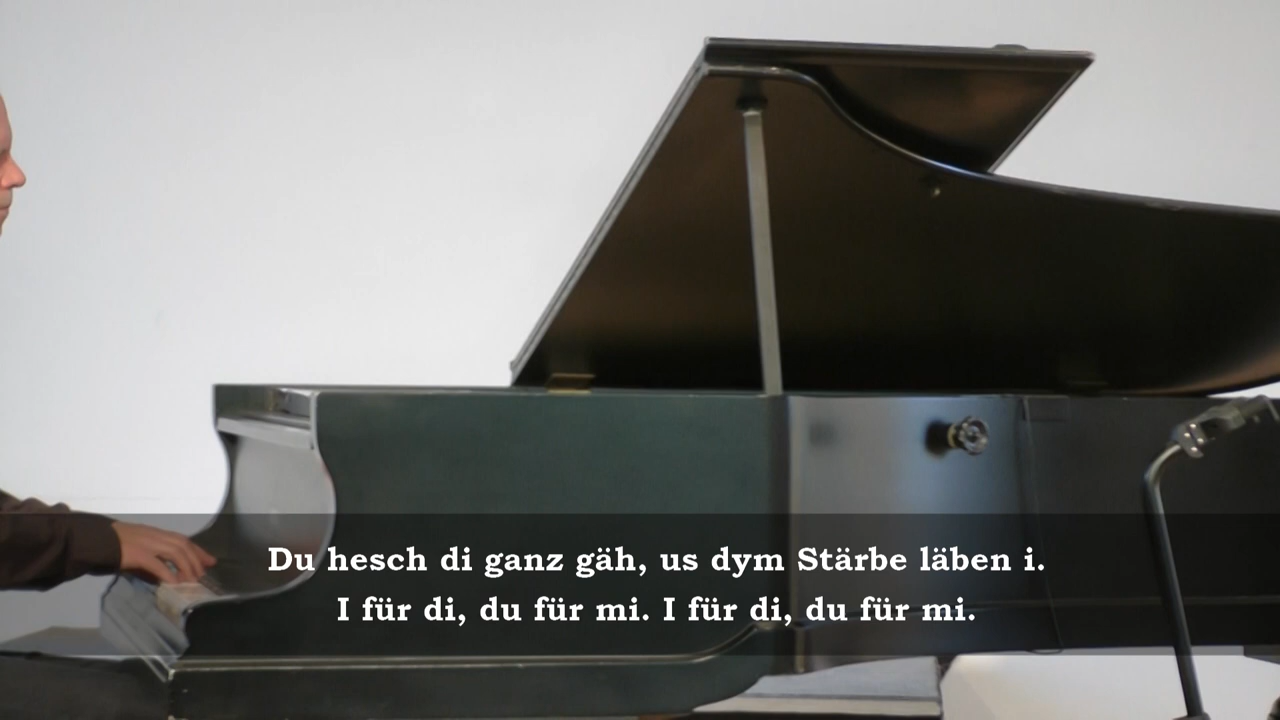 Du hesch di ganz gäh, us dym Stärbe läben i.
I für di, du für mi. I für di, du für mi.